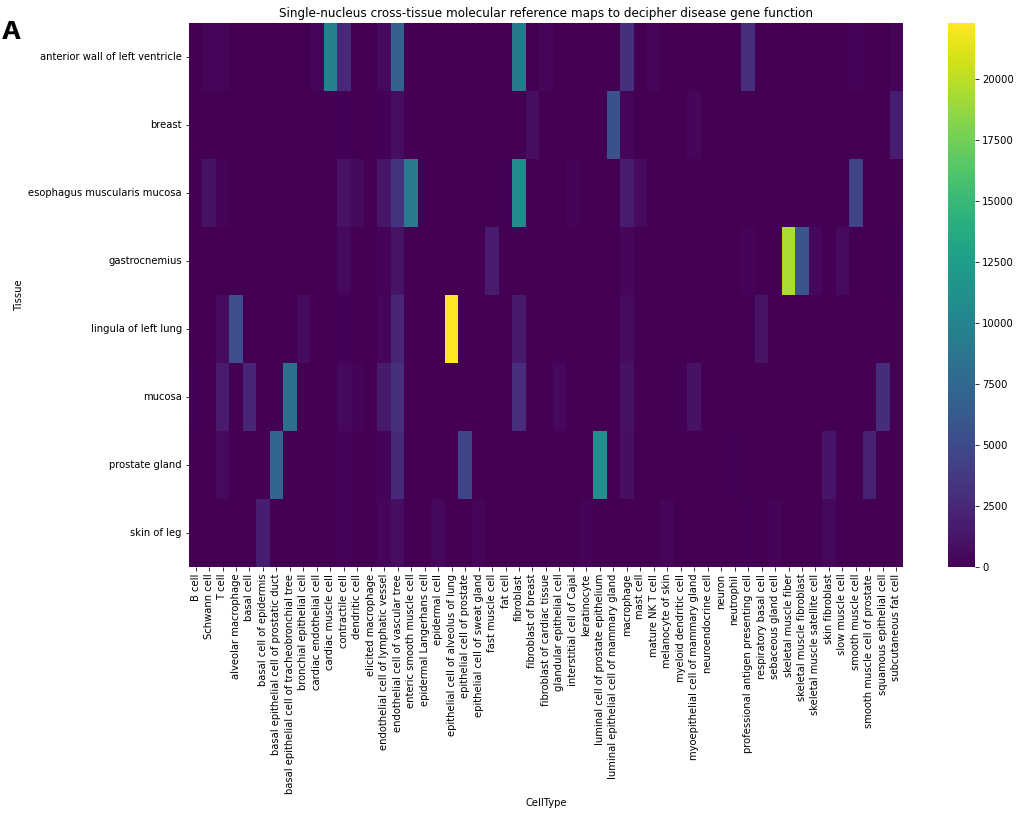 A
Single-nucleus cross-tissue molecular reference maps to decipher disease gene function
Tissue
anterior wall of left ventricle
breast
esophagus muscularis mucosa
gastrocnemius
lingula of left lung
mucosa
prostate gland
skin of leg
B cell
Schwann cell
T cell
alveolar macrophage
basal cell
basal cell of epidermis
basal epithelial cell of prostatic duct
basal epithelial cell of tracheobronchial tree
bronchial epithelial cell
cardiac endothelial cell
cardiac muscle cell
contractile cell
dendritic cell
elicited macrophage
endothelial cell of lymphatic vessel
endothelial cell of vascular tree
enteric smooth muscle cell
epidermal Langerhans cell
epidermal cell
epithelial cell of alveolus of lung
epithelial cell of prostate
epithelial cell of sweat gland
fast muscle cell
fat cell
fibroblast
fibroblast of breast
fibroblast of cardiac tissue
glandular epithelial cell
interstitial cell of Cajal
keratinocyte
luminal cell of prostate epithelium
luminal epithelial cell of mammary gland
macrophage
mast cell
mature NK T cell
melanocyte of skin
myeloid dendritic cell
myoepithelial cell of mammary gland
neuroendocrine cell
neuron
neutrophil
professional antigen presenting cell
respiratory basal cell
sebaceous gland cell
skeletal muscle fiber
skeletal muscle fibroblast
skeletal muscle satellite cell
skin fibroblast
slow muscle cell
smooth muscle cell
smooth muscle cell of prostate
squamous epithelial cell
subcutaneous fat cell
CellType
20000
17500
15000
12500
10000
7500
5000
2500
0